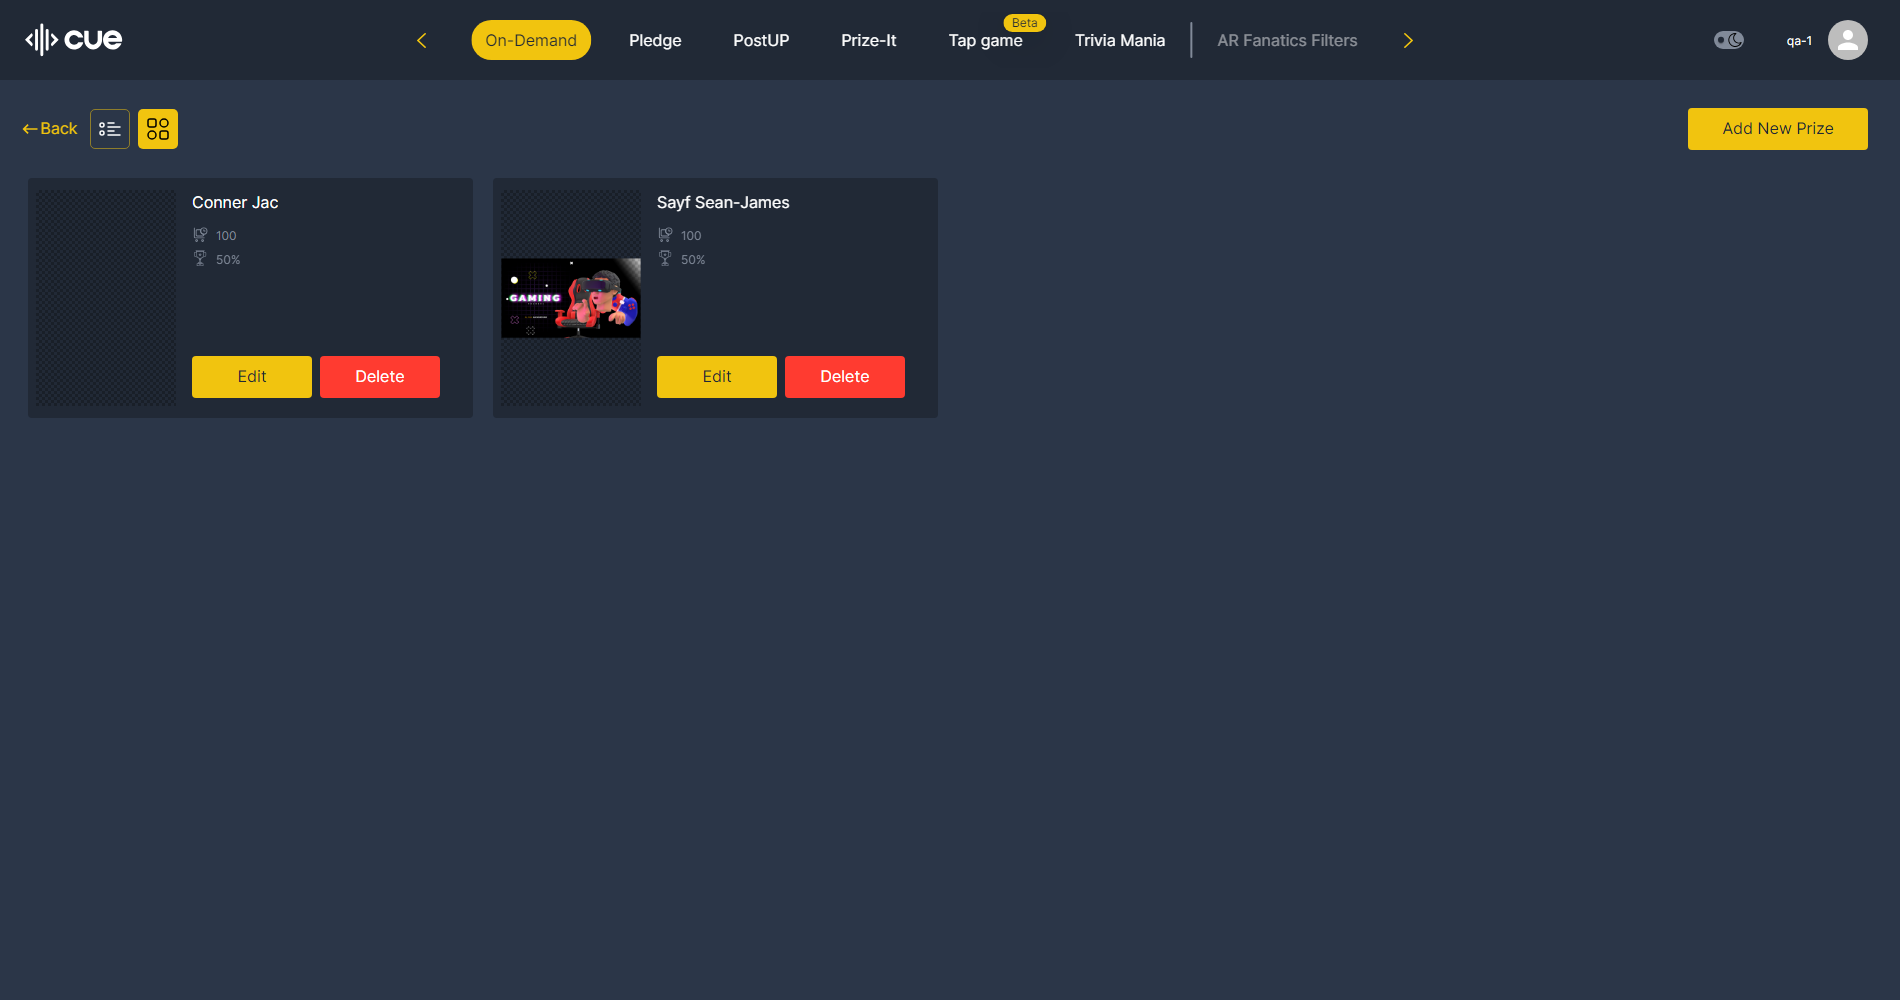 cue
On-Demand
Pledge
PostUP
Prize-It
Tap game
Beta
Trivia Mania
AR Fanatics Filters
qa-1
Back
Add New Prize
Conner Jac
100
50%
Edit
Delete
GAMING
Sayf Sean-James
100
50%
Edit
Delete